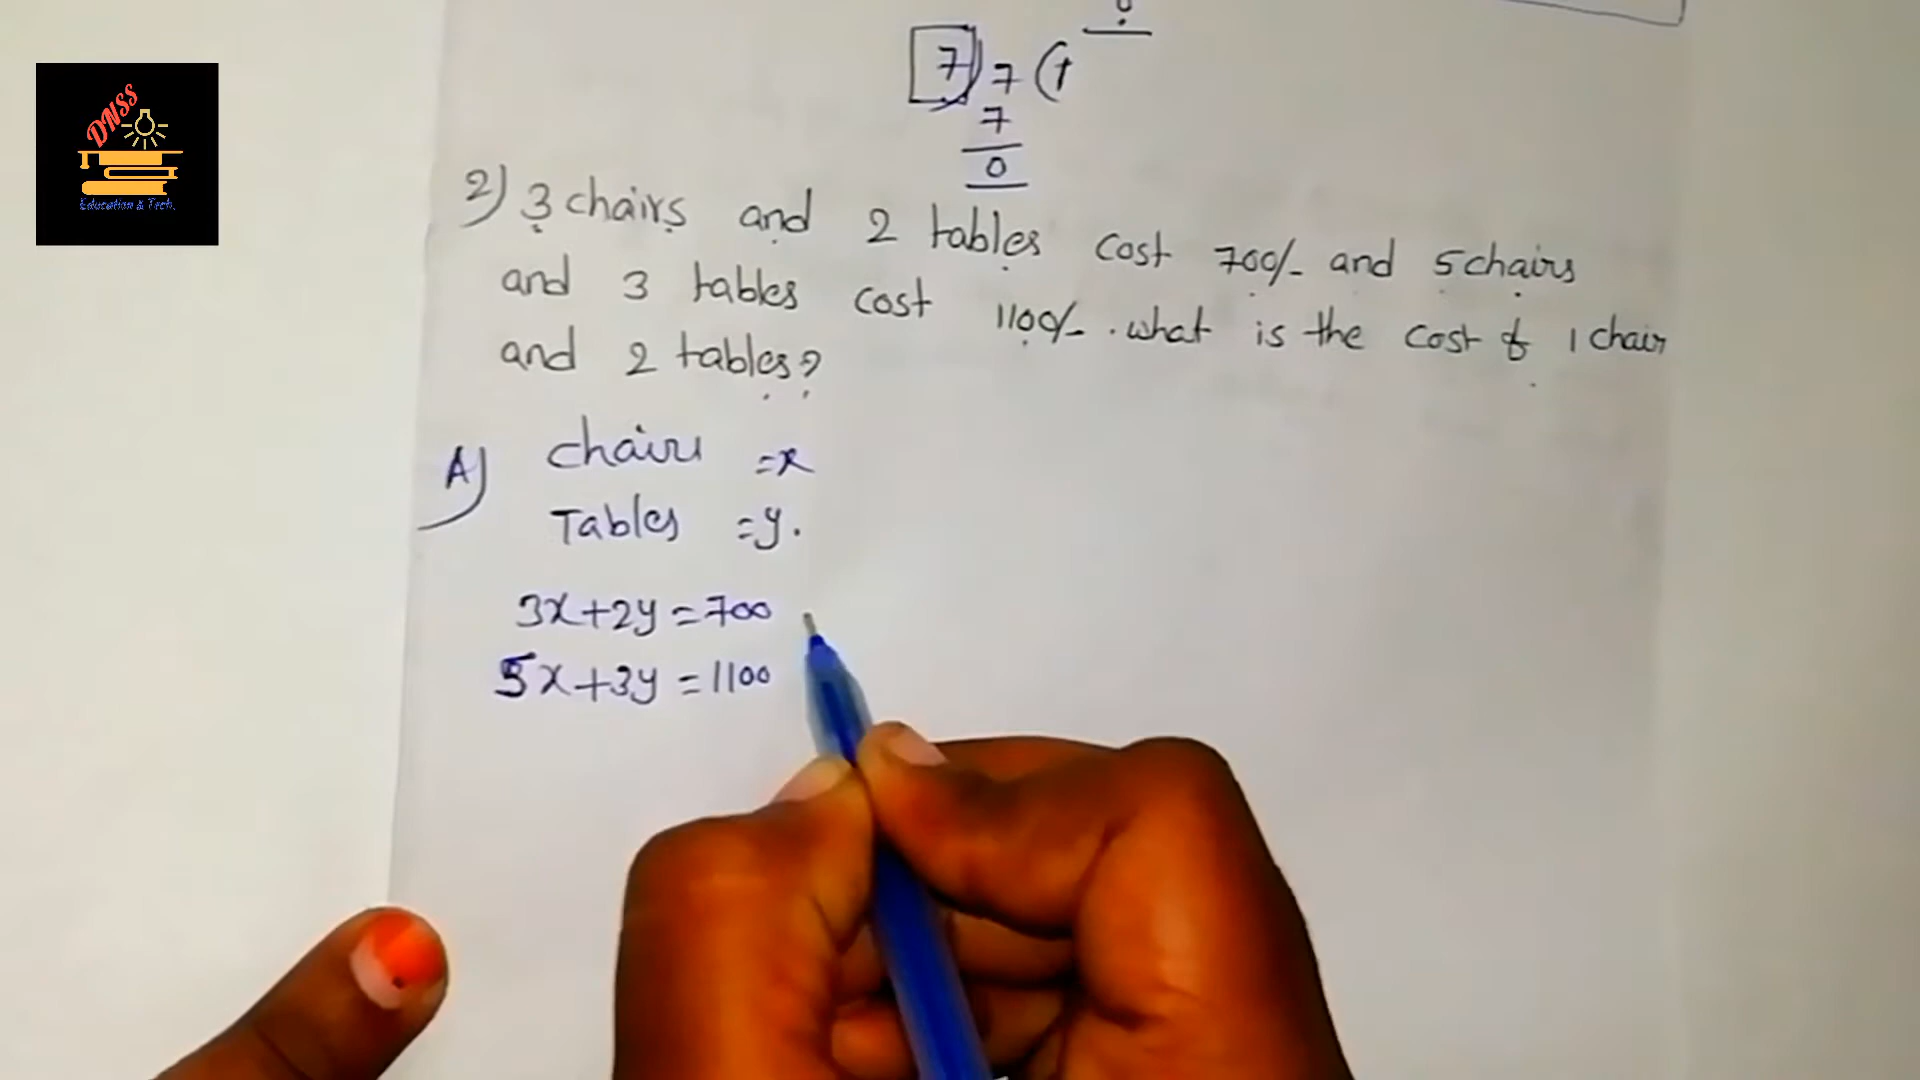 DNSS
Education & Tech.
7) 7 (1
7
0
2) 3 chairs and 2 tables cost 700/- and 5 chairs
and 3 tables cost 1100/- . what is the cost of 1 chair
and 2 tables?
A) chairs =x
Tables =y.
3x+2y=700
5x+3y=1100